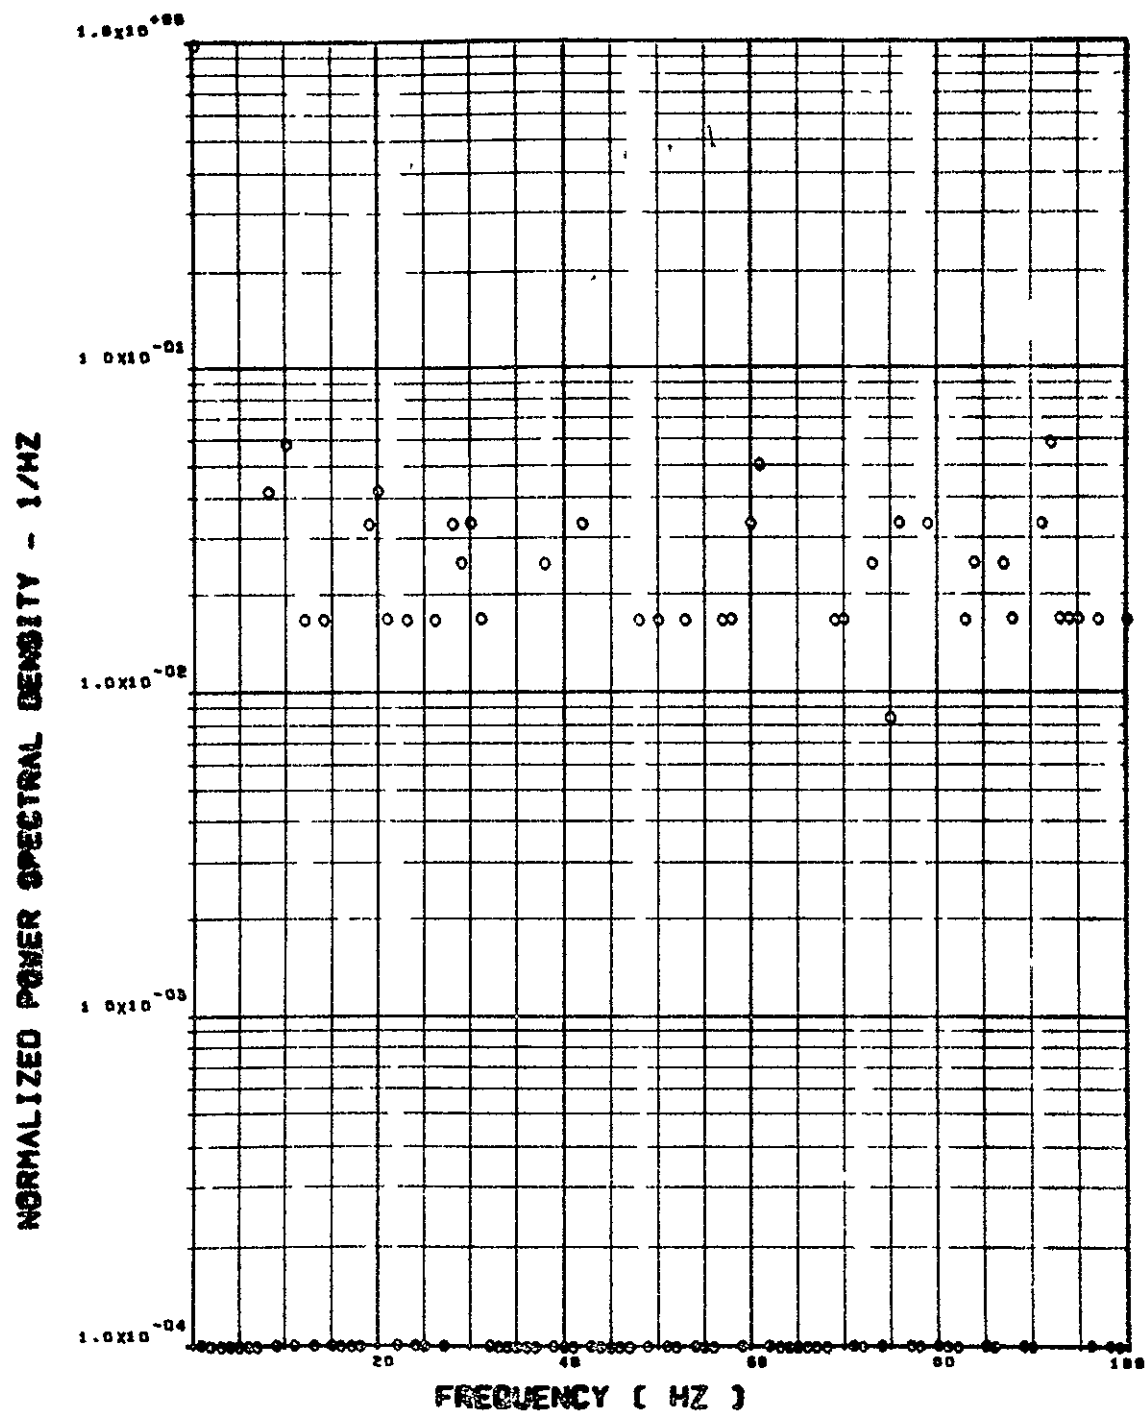 1.0X10+00
1 0X10-01
1.0X10-02
1 0X10-03
1.0X10-04
NORMALIZED POWER SPECTRAL DENSITY - 1/HZ
20
40
60
80
100
FREQUENCY ( HZ )